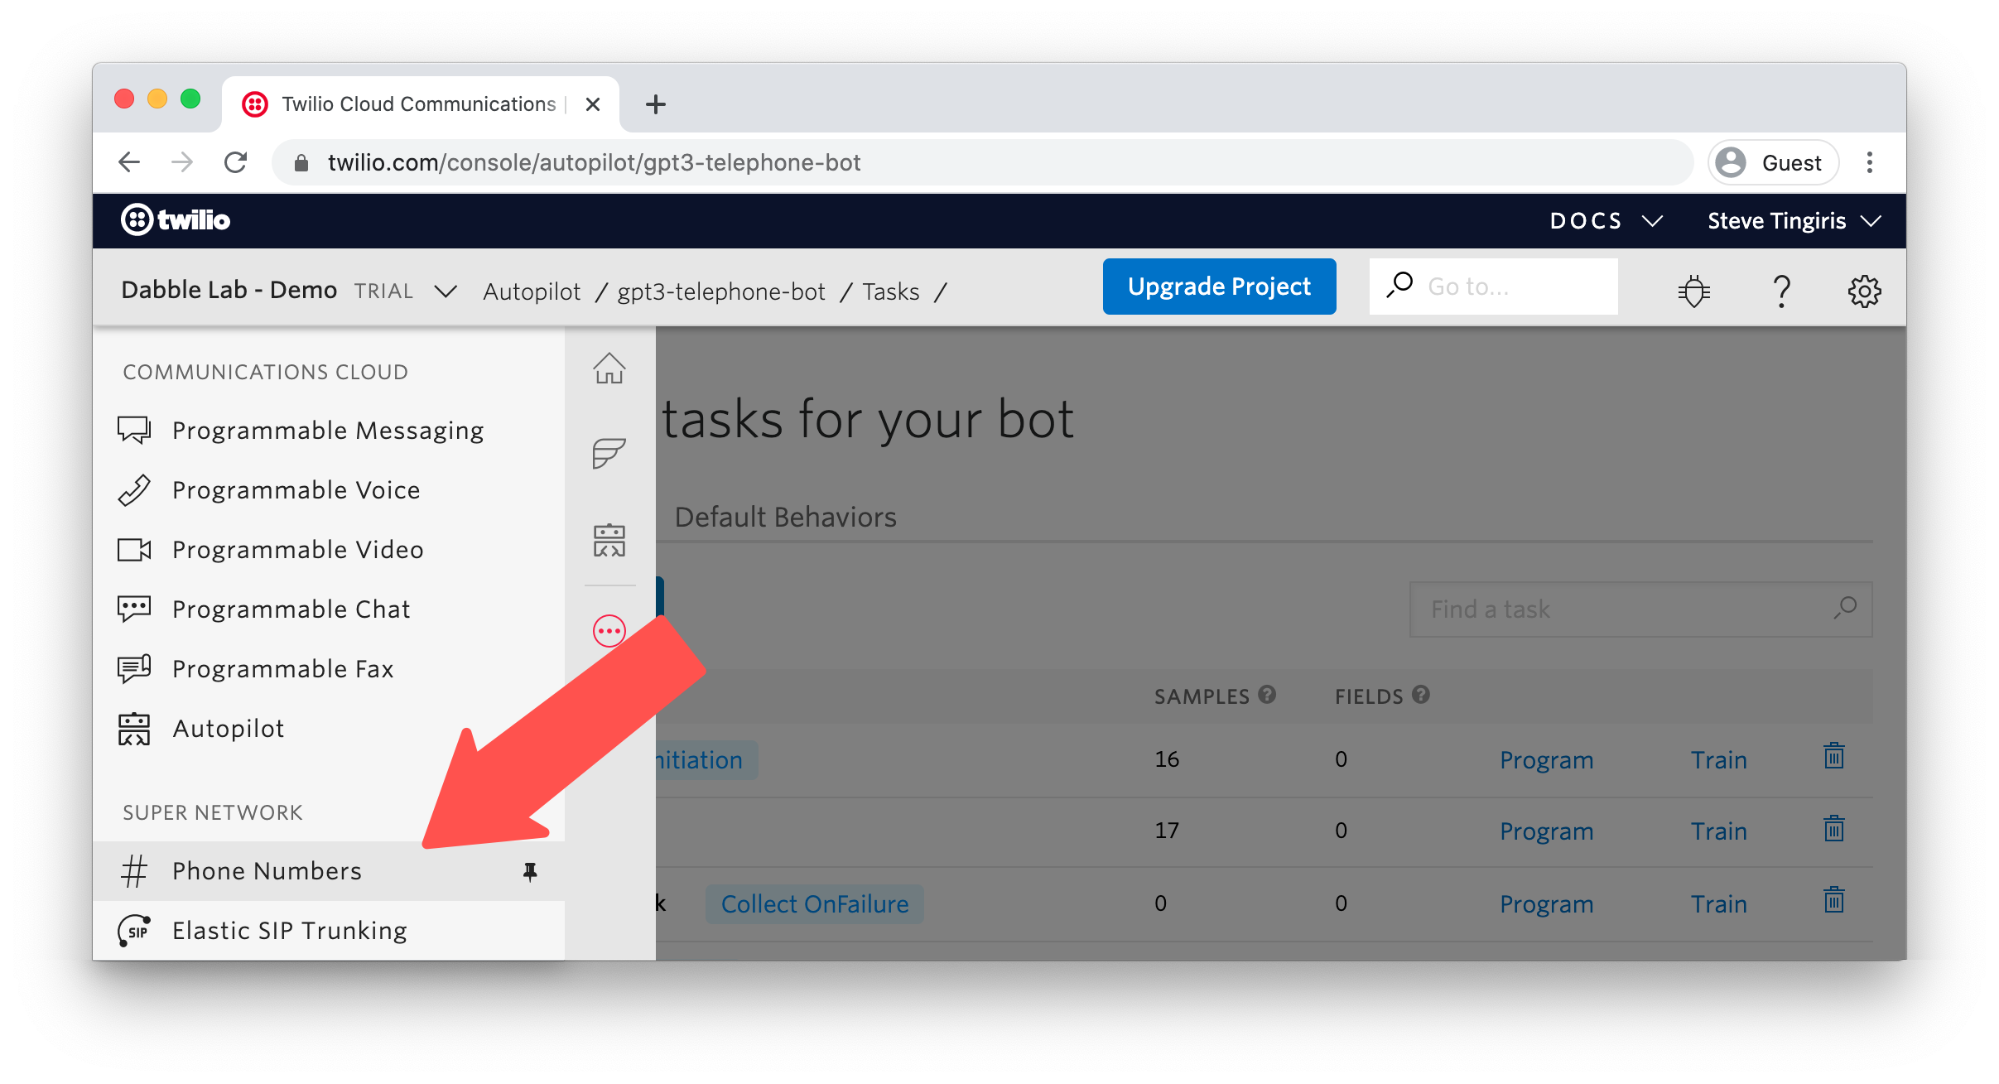 Twilio Cloud Communications
twilio.com/console/autopilot/gpt3-telephone-bot
Guest
twilio
DOCS
Steve Tingiris
Dabble Lab - Demo TRIAL
Autopilot / gpt3-telephone-bot / Tasks /
Upgrade Project
Go to...
COMMUNICATIONS CLOUD
Programmable Messaging
Programmable Voice
Programmable Video
Programmable Chat
Programmable Fax
Autopilot
SUPER NETWORK
# Phone Numbers
SIP Elastic SIP Trunking
tasks for your bot
Default Behaviors
Find a task
SAMPLES ? FIELDS ?
nitiation 16 0 Program Train
17 0 Program Train
k Collect OnFailure 0 0 Program Train